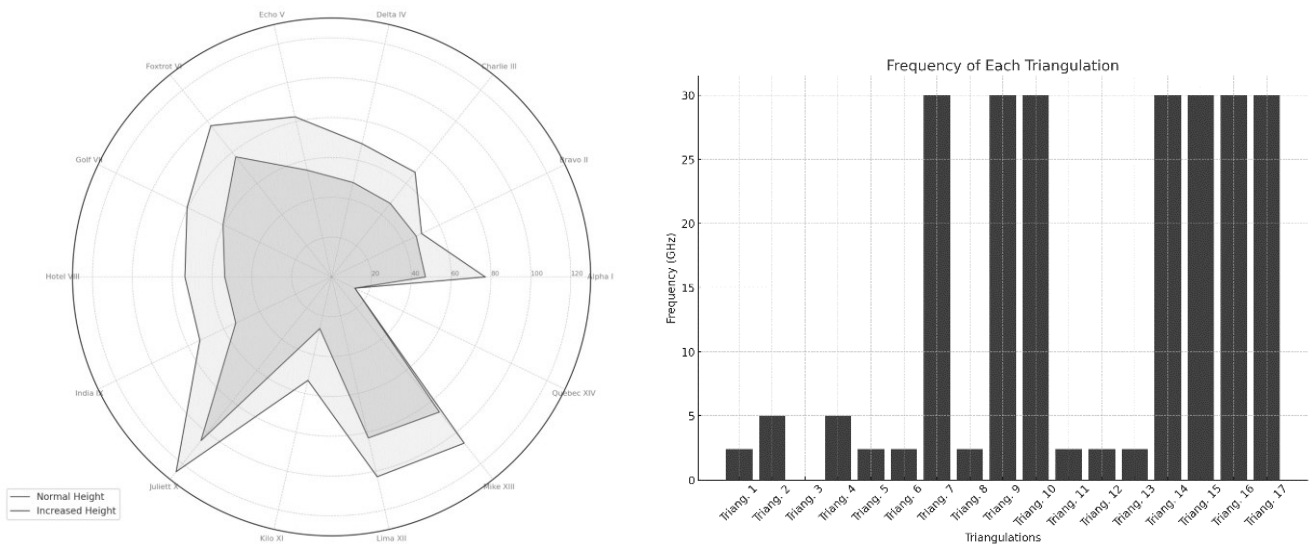 Echo V
Delta IV
Foxtrot VI
Charlie III
Golf VII
Bravo II
Hotel VIII
20
40
60
80
100
120
Alpha I
India IX
Quebec XIV
Juliett X
Mike XIII
Kilo XI
Lima XII
Normal Height
Increased Height
Frequency of Each Triangulation
Frequency (GHz)
30
25
20
15
10
5
0
Triang. 1
Triang. 2
Triang. 3
Triang. 4
Triang. 5
Triang. 6
Triang. 7
Triang. 8
Triang. 9
Triang. 10
Triang. 11
Triang. 12
Triang. 13
Triang. 14
Triang. 15
Triang. 16
Triang. 17
Triangulations